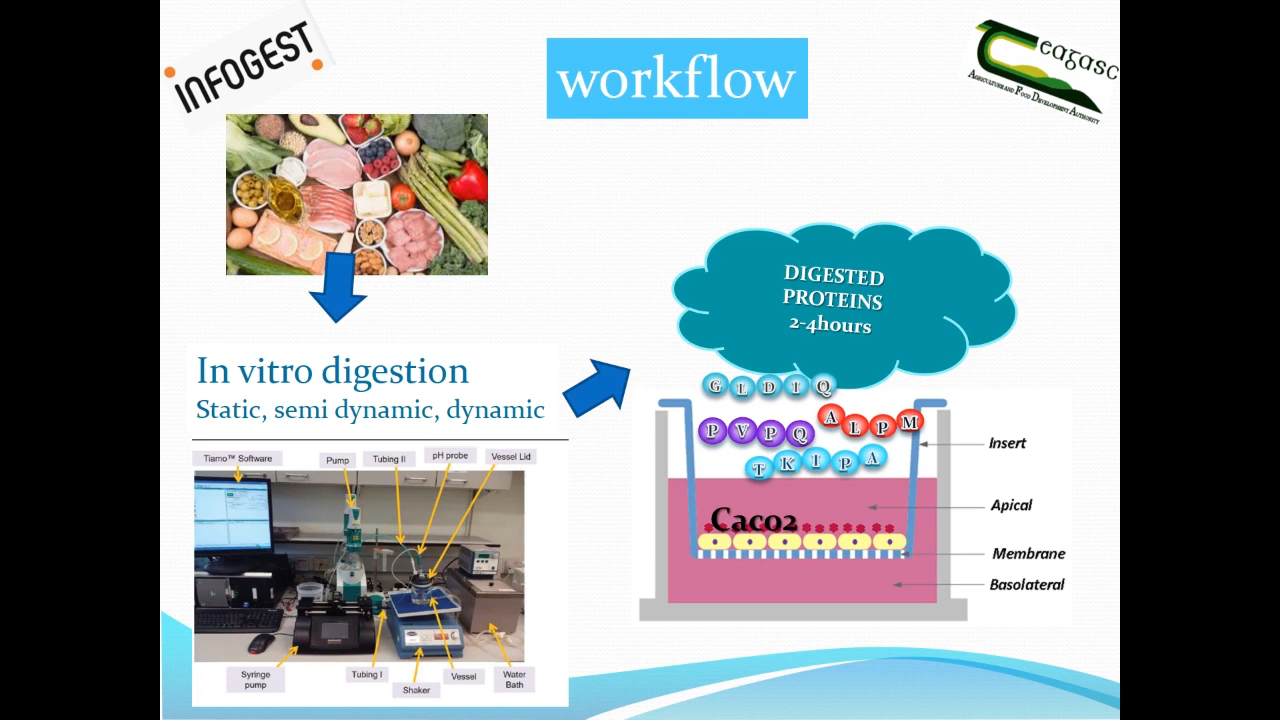 INFOGEST
workflow
Teagasc
AGRICULTURE AND FOOD DEVELOPMENT AUTHORITY
In vitro digestion
Static, semi dynamic, dynamic
Tiamo™ Software
Pump
Tubing II
pH probe
Vessel Lid
Syringe
pump
Tubing I
Shaker
Vessel
Water
Bath
DIGESTED
PROTEINS
2-4hours
G L D I Q
P V P Q
A L P M
T K I P A
Insert
Apical
Caco2
Membrane
Basolateral